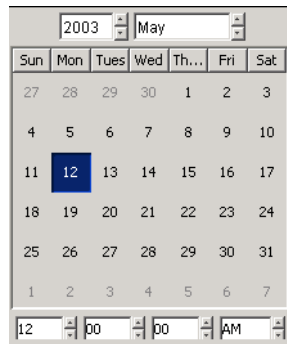 2003 May
Sun Mon Tues Wed Th... Fri Sat
27 28 29 30 1 2 3
4 5 6 7 8 9 10
11 12 13 14 15 16 17
18 19 20 21 22 23 24
25 26 27 28 29 30 31
1 2 3 4 5 6 7
12 00 00 AM